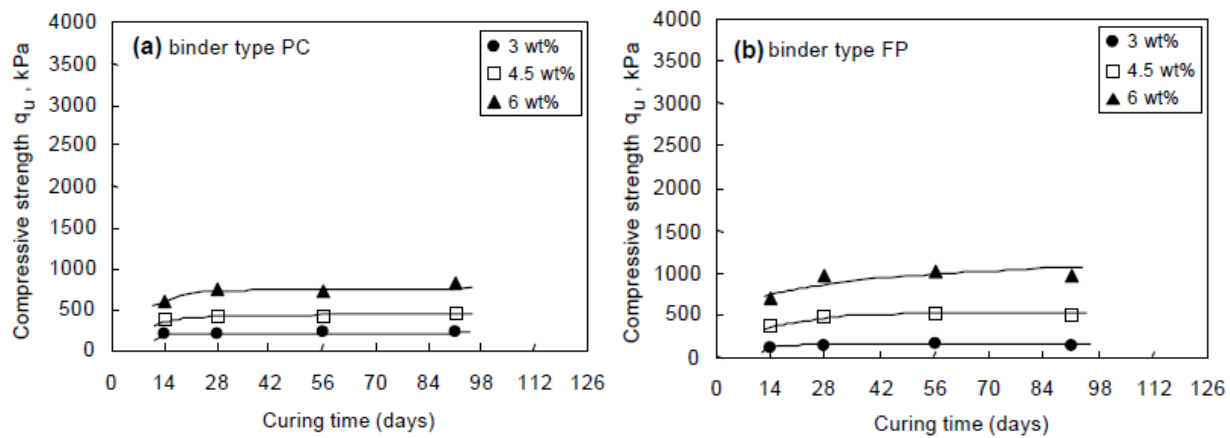 (a) binder type PC
3 wt%
4.5 wt%
6 wt%
Compressive strength qu , kPa
4000
3500
3000
2500
2000
1500
1000
500
0
0 14 28 42 56 70 84 98 112 126
Curing time (days)
(b) binder type FP
3 wt%
4.5 wt%
6 wt%
Compressive strength qu , kPa
4000
3500
3000
2500
2000
1500
1000
500
0
0 14 28 42 56 70 84 98 112 126
Curing time (days)